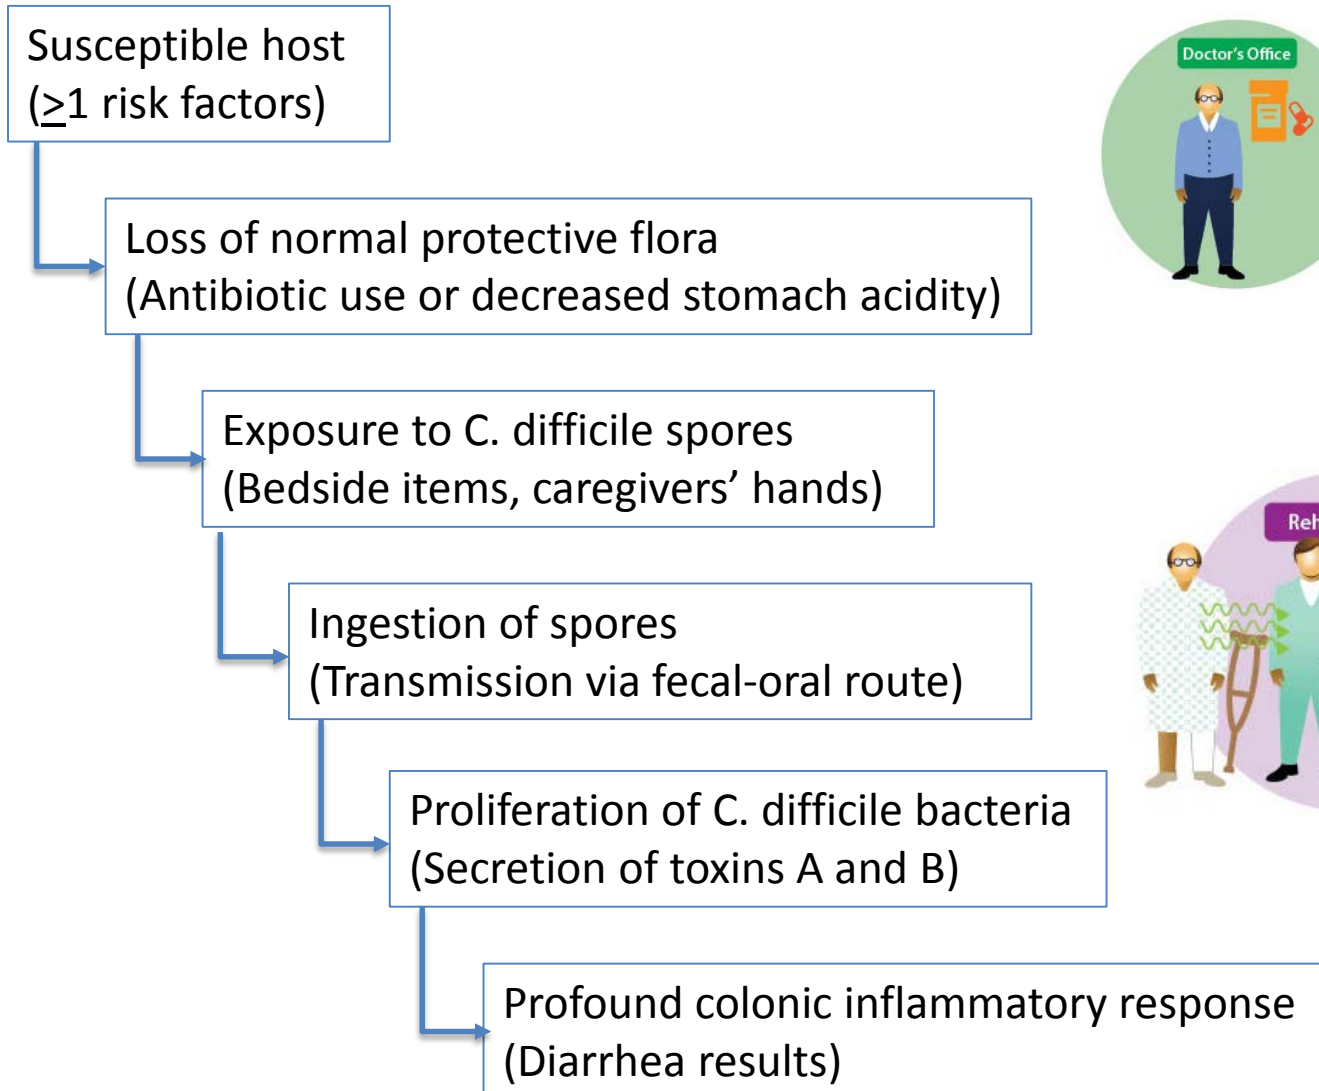 Susceptible host
(≥1 risk factors)
Doctor's Office
Loss of normal protective flora
(Antibiotic use or decreased stomach acidity)
Exposure to C. difficile spores
(Bedside items, caregivers’ hands)
Reh
Ingestion of spores
(Transmission via fecal-oral route)
Proliferation of C. difficile bacteria
(Secretion of toxins A and B)
Profound colonic inflammatory response
(Diarrhea results)